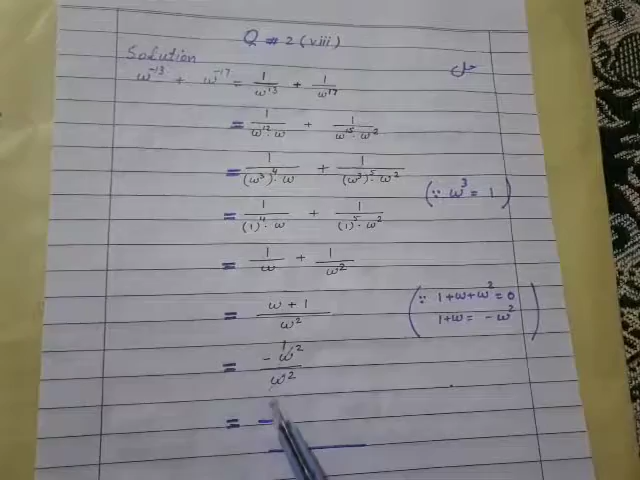 Q # 2 (viii)
Solution
حل
ω⁻¹³ + ω⁻¹⁷ = 1/ω¹³ + 1/ω¹⁷
= 1/(ω¹²·ω) + 1/(ω¹⁵·ω²)
= 1/((ω³)⁴·ω) + 1/((ω³)⁵·ω²)
(∵ ω³ = 1)
= 1/((1)⁴·ω) + 1/((1)⁵·ω²)
= 1/ω + 1/ω²
= (ω + 1)/ω²
(∵ 1+ω+ω² = 0
1+ω = -ω²)
= -ω²/ω²
= -